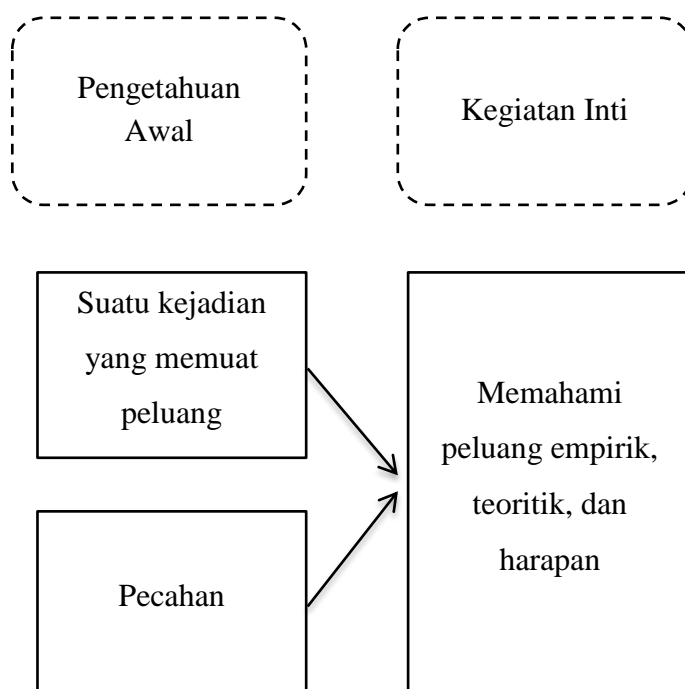 Pengetahuan
Awal
Kegiatan Inti
Suatu kejadian
yang memuat
peluang
Memahami
peluang empirik,
teoritik, dan
harapan
Pecahan